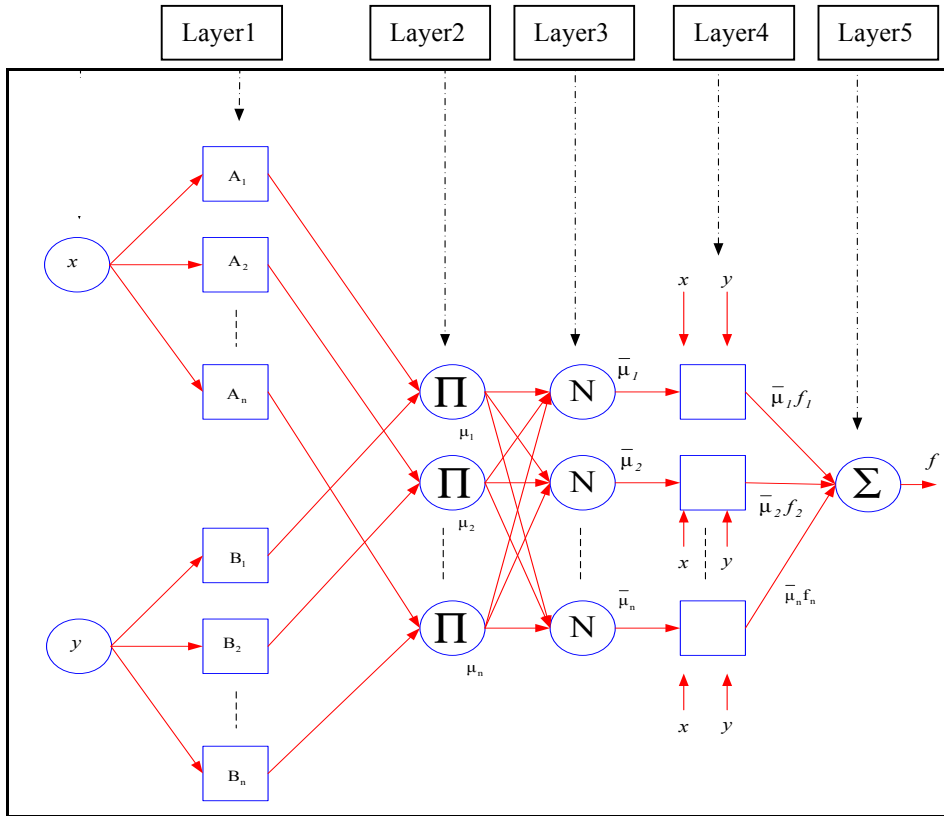 Layer1 Layer2 Layer3 Layer4 Layer5
A₁
x
A₂
x y
Aₙ
Π N μ̄₁
μ̄₁f₁
μ₁
Π N μ̄₂
Σ f
μ̄₂f₂
μ₂
B₁
x y
μ̄ₙfₙ
y
B₂
Π N μ̄ₙ
μₙ
x y
Bₙ